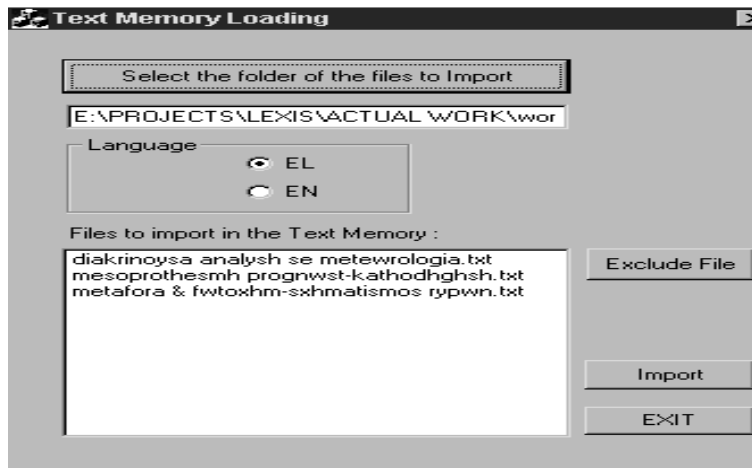 Text Memory Loading
Select the folder of the files to Import
E:\PROJECTS\LEXIS\ACTUAL WORK\wor
Language
EL
EN
Files to import in the Text Memory :
diakrinoysa analysh se metewrologia.txt
mesoprothesmh prognwst-kathodhghsh.txt
metafora & fwtoxhm-sxhmatismos rypwn.txt
Exclude File
Import
EXIT